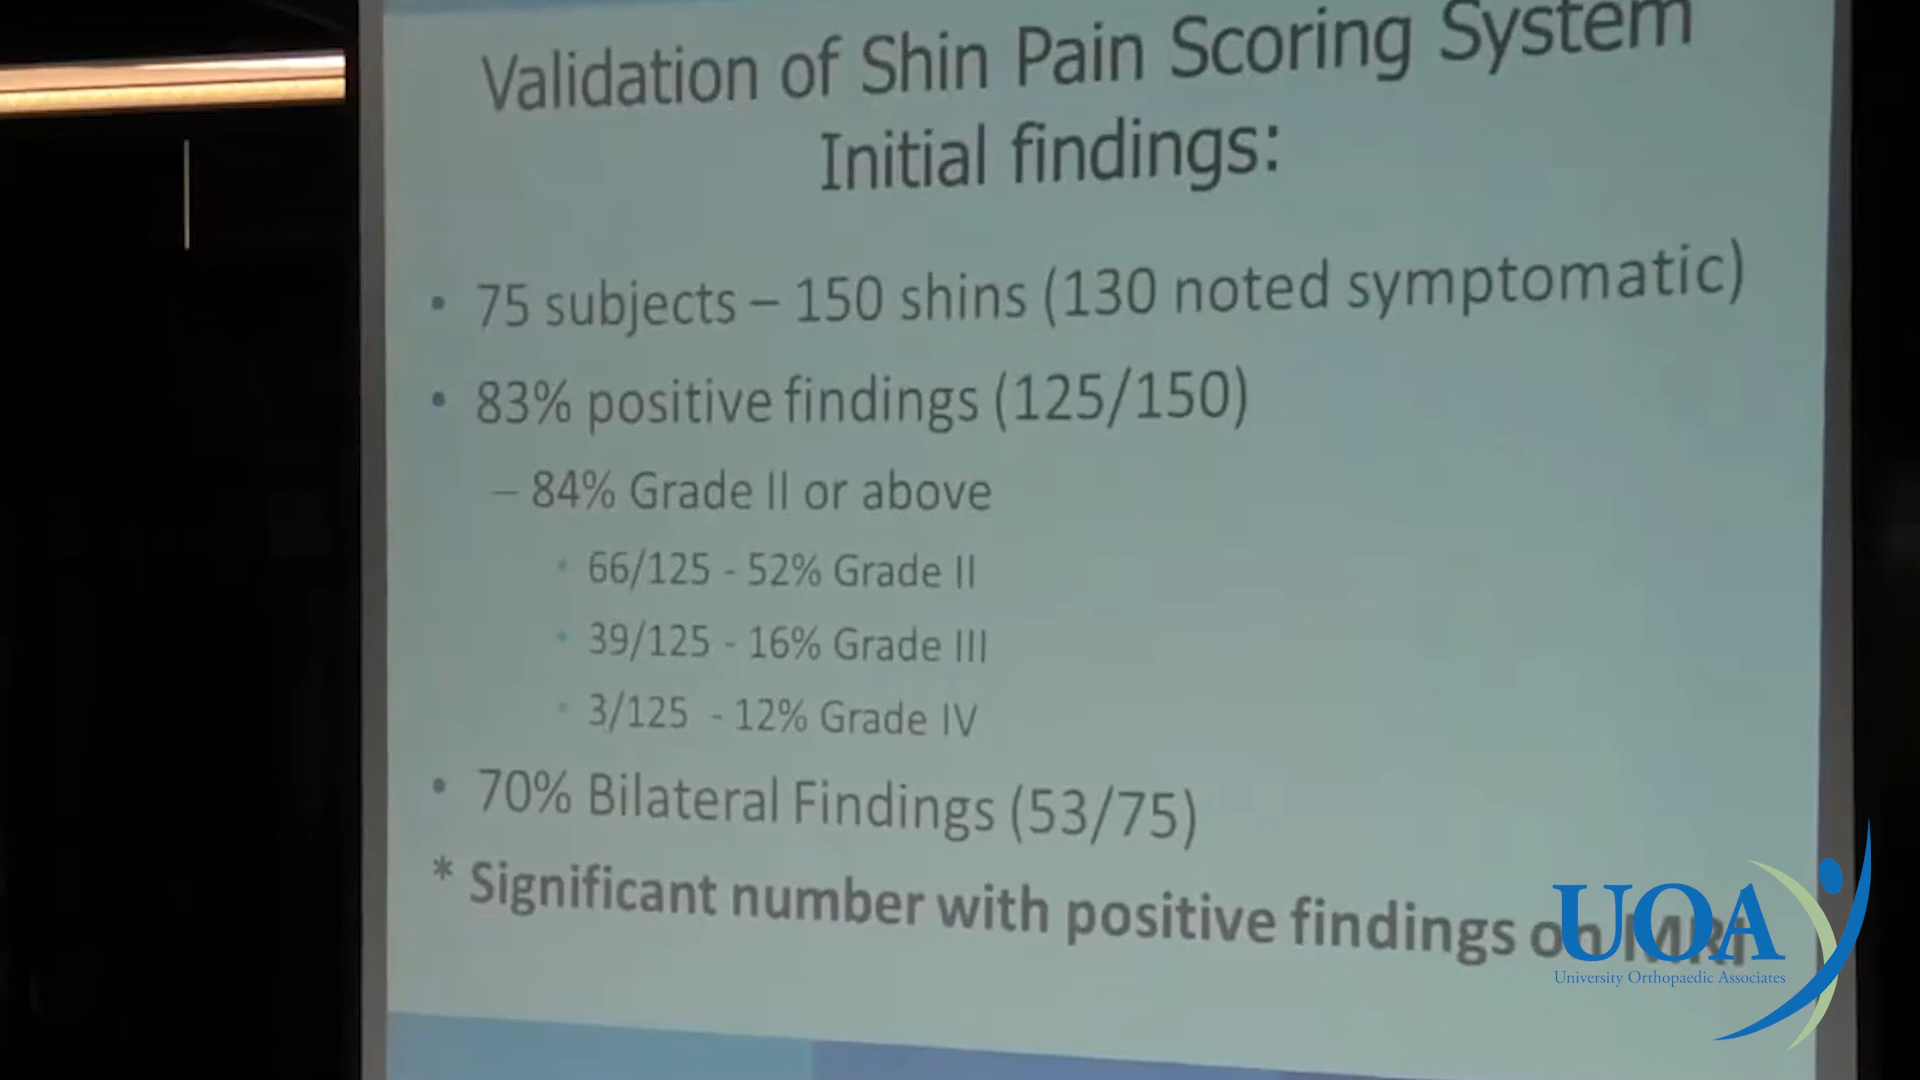 Validation of Shin Pain Scoring System
Initial findings:
• 75 subjects – 150 shins (130 noted symptomatic)
• 83% positive findings (125/150)
– 84% Grade II or above
• 66/125 - 52% Grade II
• 39/125 - 16% Grade III
• 3/125 - 12% Grade IV
• 70% Bilateral Findings (53/75)
* Significant number with positive findings on MRI
UOA
University Orthopaedic Associates